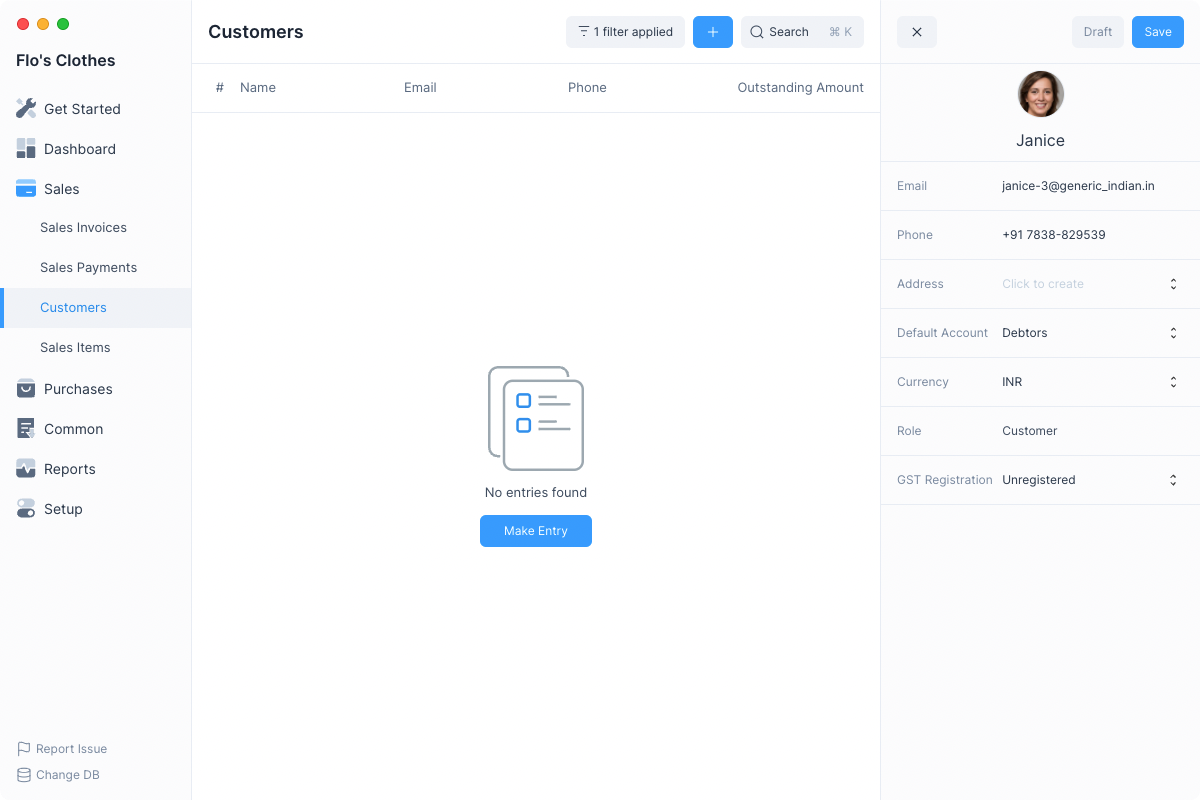 Flo's Clothes
Get Started
Dashboard
Sales
Sales Invoices
Sales Payments
Customers
Sales Items
Purchases
Common
Reports
Setup
Report Issue
Change DB
Customers
1 filter applied
+
Search ⌘ K
# Name Email Phone Outstanding Amount
No entries found
Make Entry
Draft
Save
Janice
Email janice-3@generic_indian.in
Phone +91 7838-829539
Address Click to create
Default Account Debtors
Currency INR
Role Customer
GST Registration Unregistered